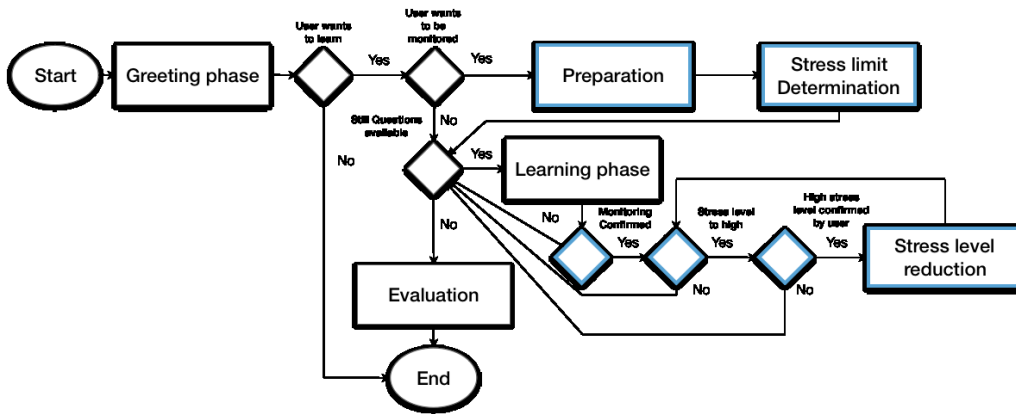 User wants
to learn
User wants
to be
monitored
Start
Greeting phase
Yes
Yes
Preparation
Stress limit
Determination
Still Questions
available
No
No
Yes
Learning phase
No
No
Monitoring
Confirmed
Stress level
to high
High stress
level confirmed
by user
Yes
Yes
Yes
Stress level
reduction
No
No
Evaluation
End